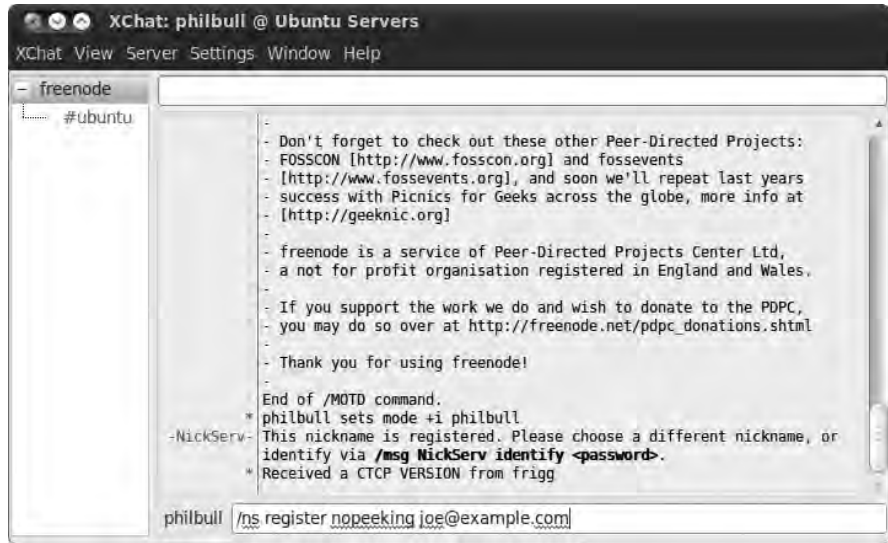 XChat: philbull @ Ubuntu Servers
XChat View Server Settings Window Help
− freenode
#ubuntu
-
- Don't forget to check out these other Peer-Directed Projects:
- FOSSCON [http://www.fosscon.org] and fossevents
- [http://www.fossevents.org], and soon we'll repeat last years
- success with Picnics for Geeks across the globe, more info at
- [http://geeknic.org]
-
- freenode is a service of Peer-Directed Projects Center Ltd,
- a not for profit organisation registered in England and Wales.
-
- If you support the work we do and wish to donate to the PDPC,
- you may do so over at http://freenode.net/pdpc_donations.shtml
-
- Thank you for using freenode!
-
End of /MOTD command.
* philbull sets mode +i philbull
-NickServ- This nickname is registered. Please choose a different nickname, or
identify via /msg NickServ identify <password>.
* Received a CTCP VERSION from frigg
philbull /ns register nopeeking joe@example.com